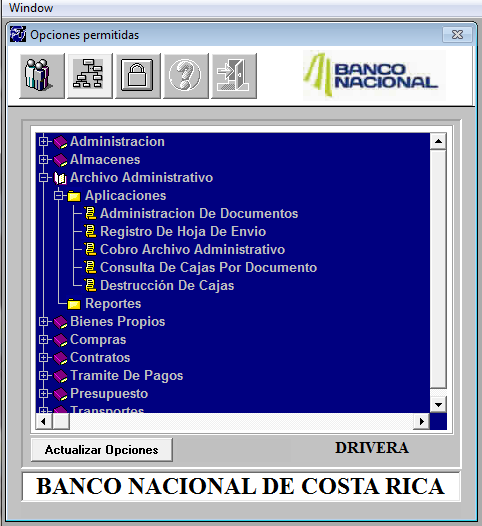 Window
Opciones permitidas
BANCO
NACIONAL
Administracion
Almacenes
Archivo Administrativo
Aplicaciones
Administracion De Documentos
Registro De Hoja De Envio
Cobro Archivo Administrativo
Consulta De Cajas Por Documento
Destrucción De Cajas
Reportes
Bienes Propios
Compras
Contratos
Tramite De Pagos
Presupuesto
Transportes
Actualizar Opciones
DRIVERA
BANCO NACIONAL DE COSTA RICA